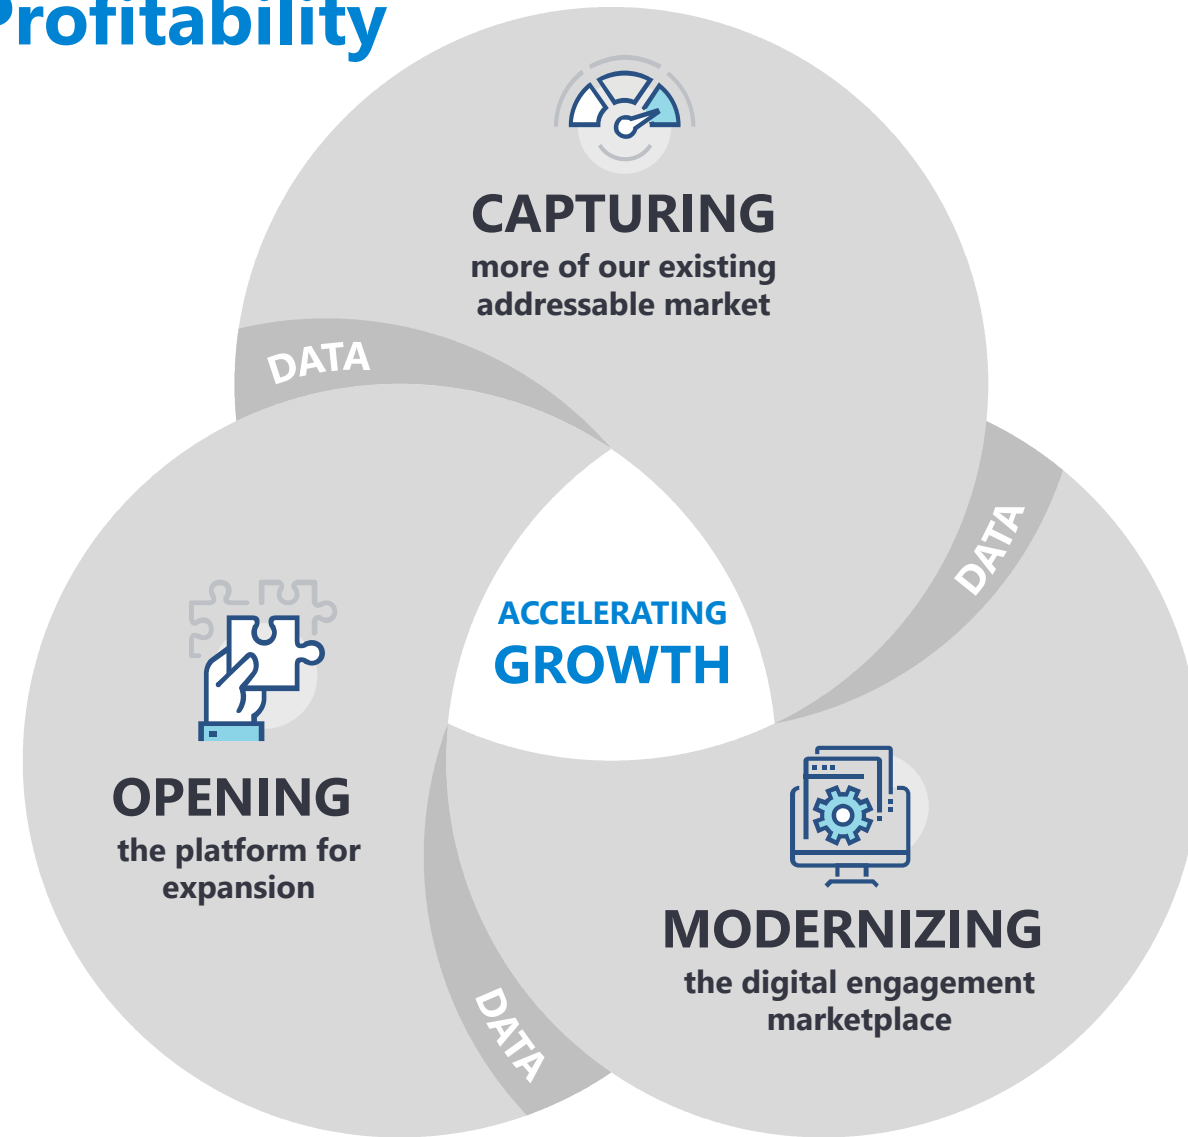 Profitability
CAPTURING
more of our existing
addressable market
DATA
DATA
ACCELERATING
GROWTH
OPENING
the platform for
expansion
MODERNIZING
the digital engagement
marketplace
DATA